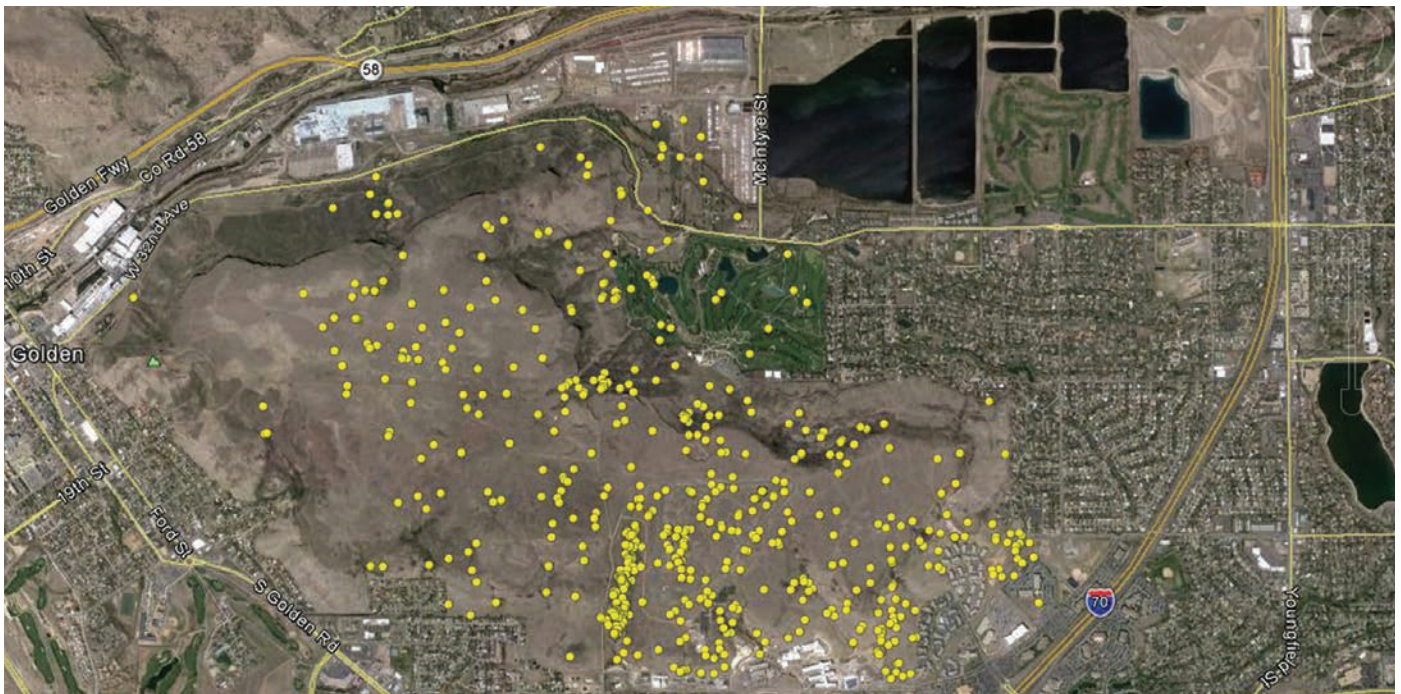 58
Golden Fwy
Co Rd 58
McIntyre St
W 32nd Ave
10th St
Golden
19th St
Ford St
S Golden Rd
70
Youngfield St